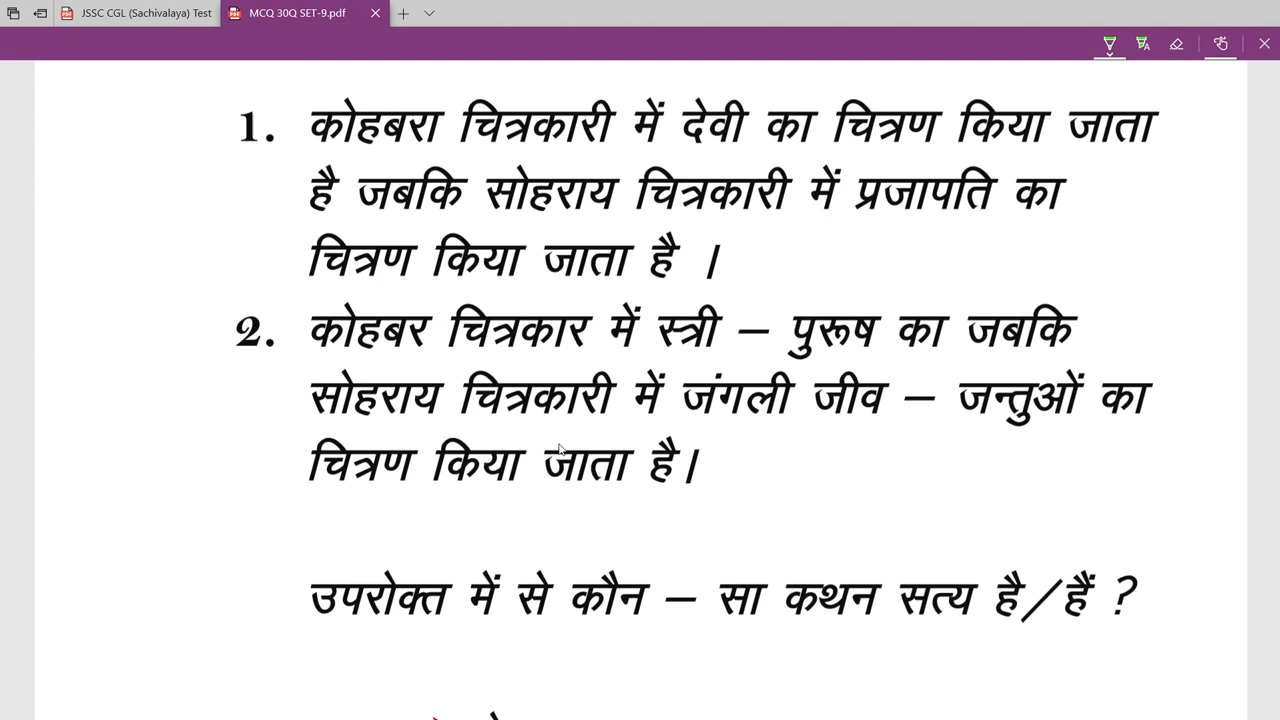 JSSC CGL (Sachivalaya) Test
MCQ 30Q SET-9.pdf
1. कोहबरा चित्रकारी में देवी का चित्रण किया जाता
है जबकि सोहराय चित्रकारी में प्रजापति का
चित्रण किया जाता है ।
2. कोहबर चित्रकार में स्त्री – पुरूष का जबकि
सोहराय चित्रकारी में जंगली जीव – जन्तुओं का
चित्रण किया जाता है।
उपरोक्त में से कौन – सा कथन सत्य है/हैं ?